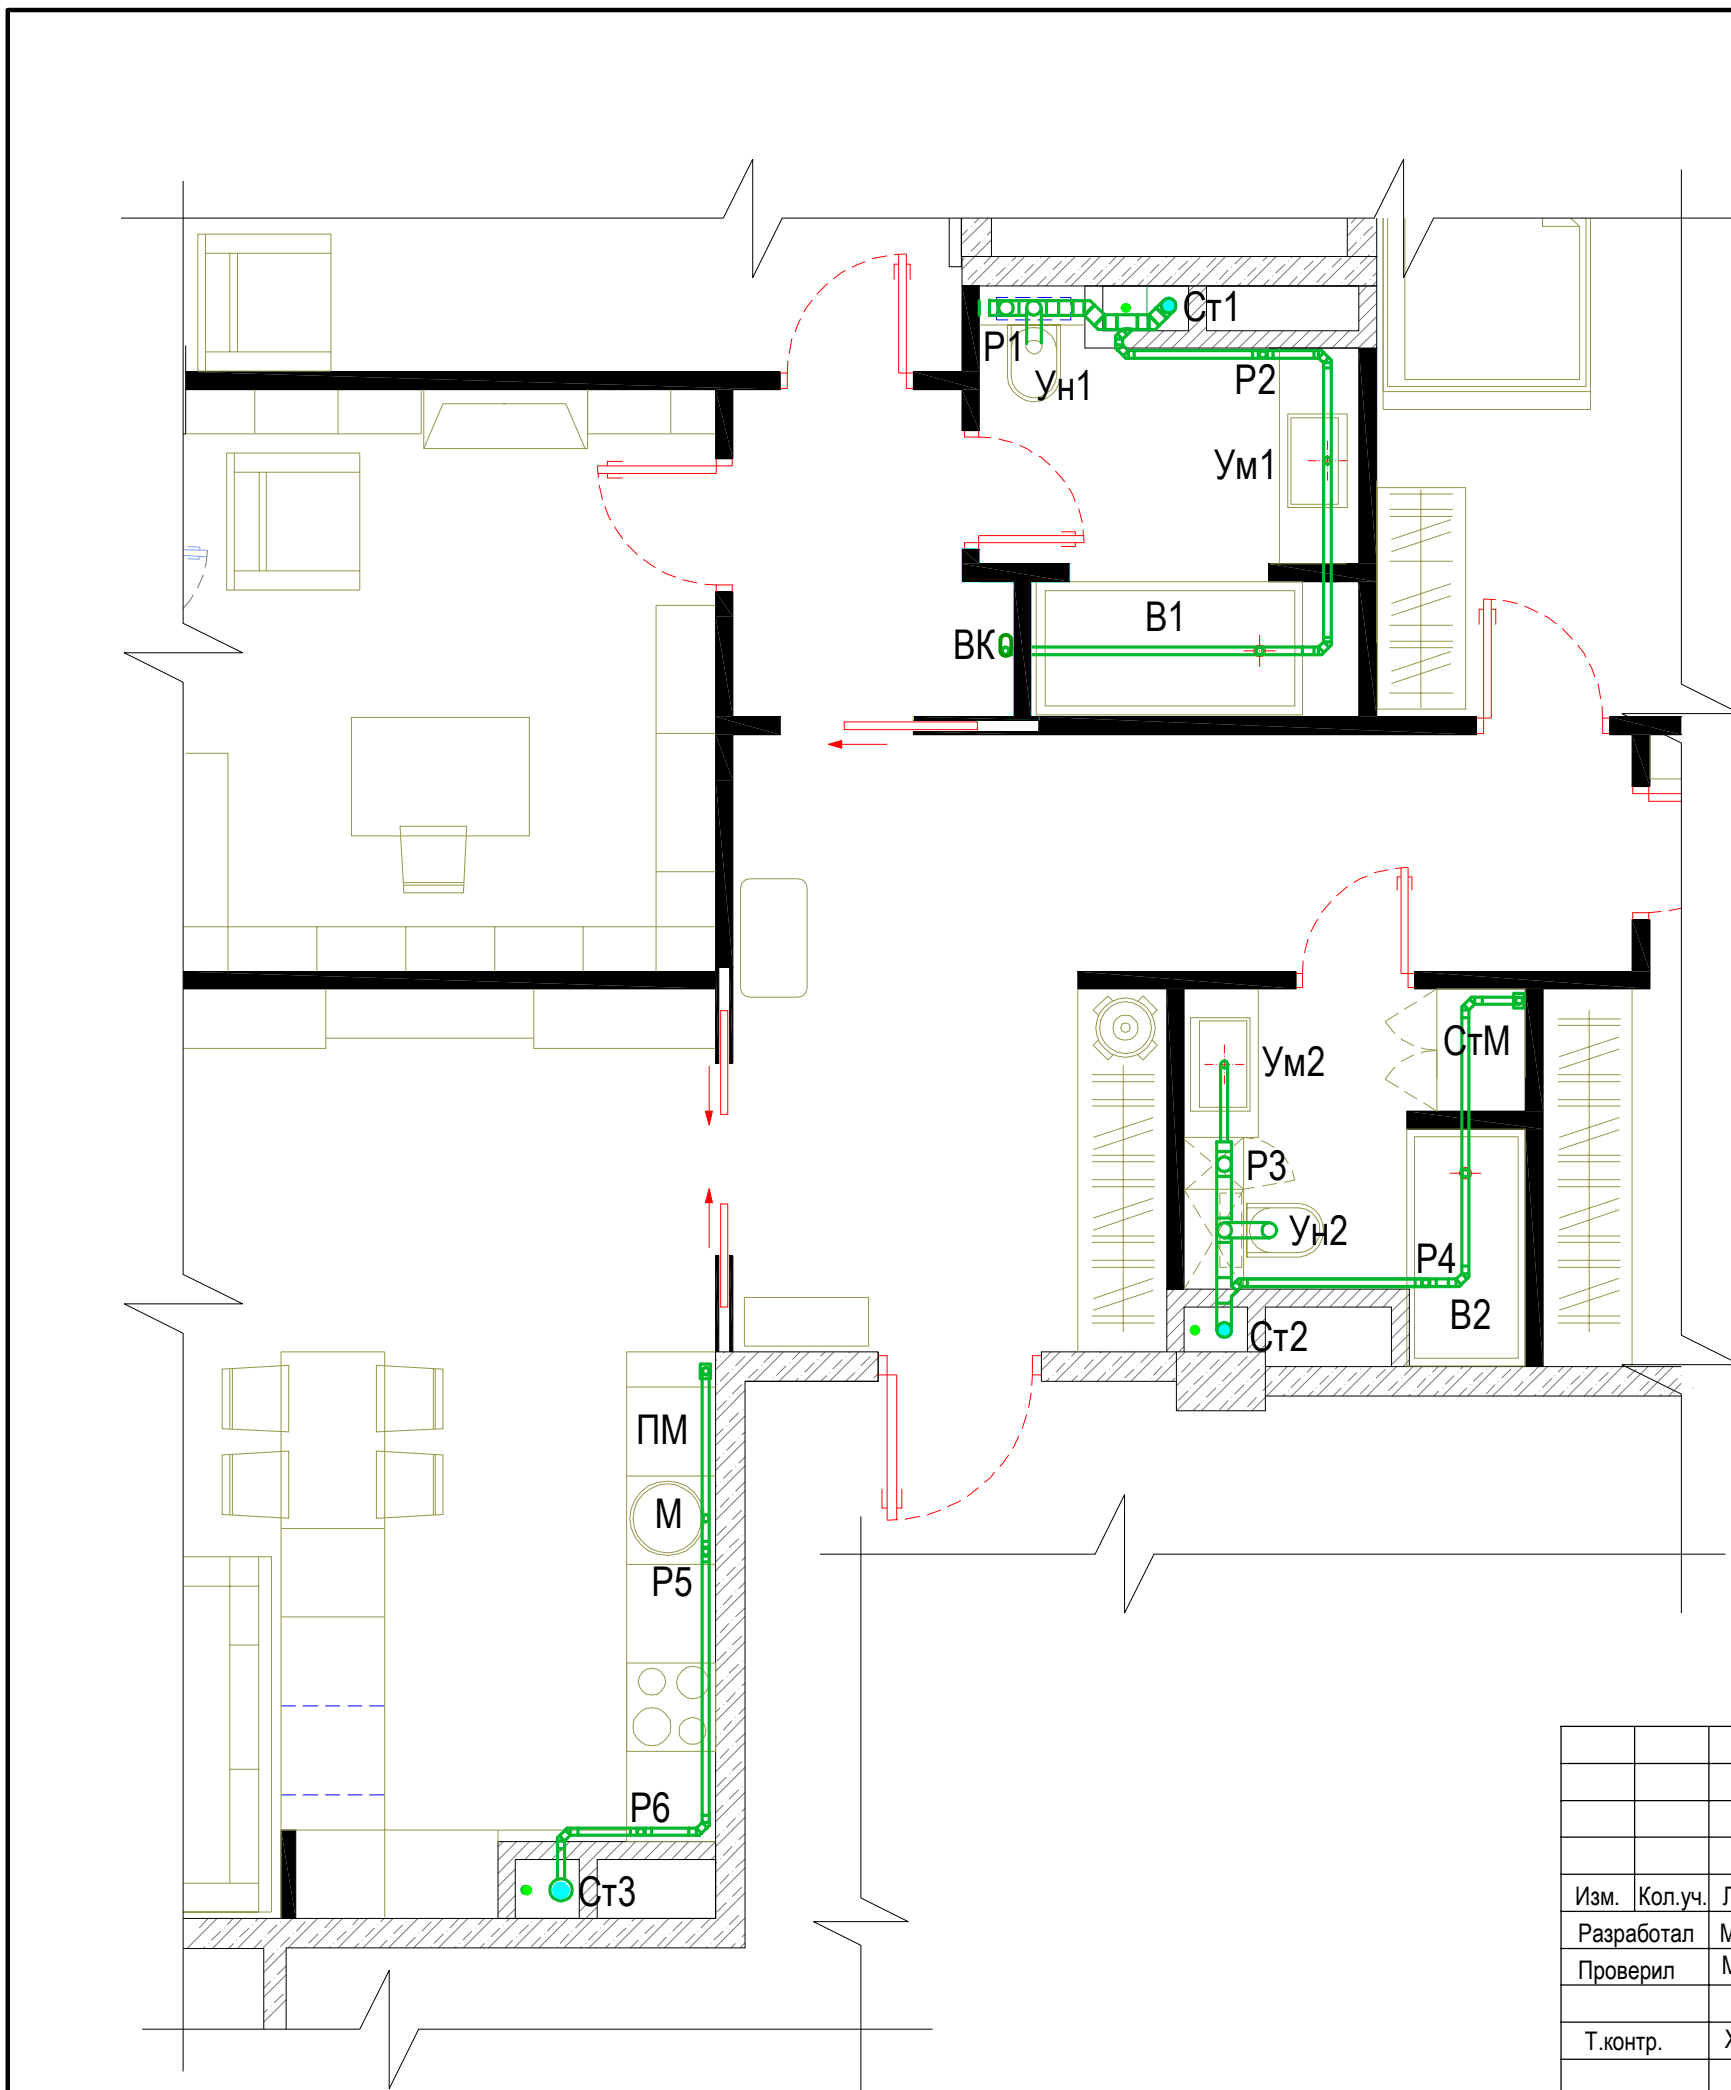 Ст1
Р1
Ун1
Р2
Ум1
В1
ВК
СтМ
Ум2
Р3
Ун2
Р4
В2
Ст2
ПМ
М
Р5
Р6
Ст3
Изм. Кол.уч.
Разработал
Проверил
Т.контр.